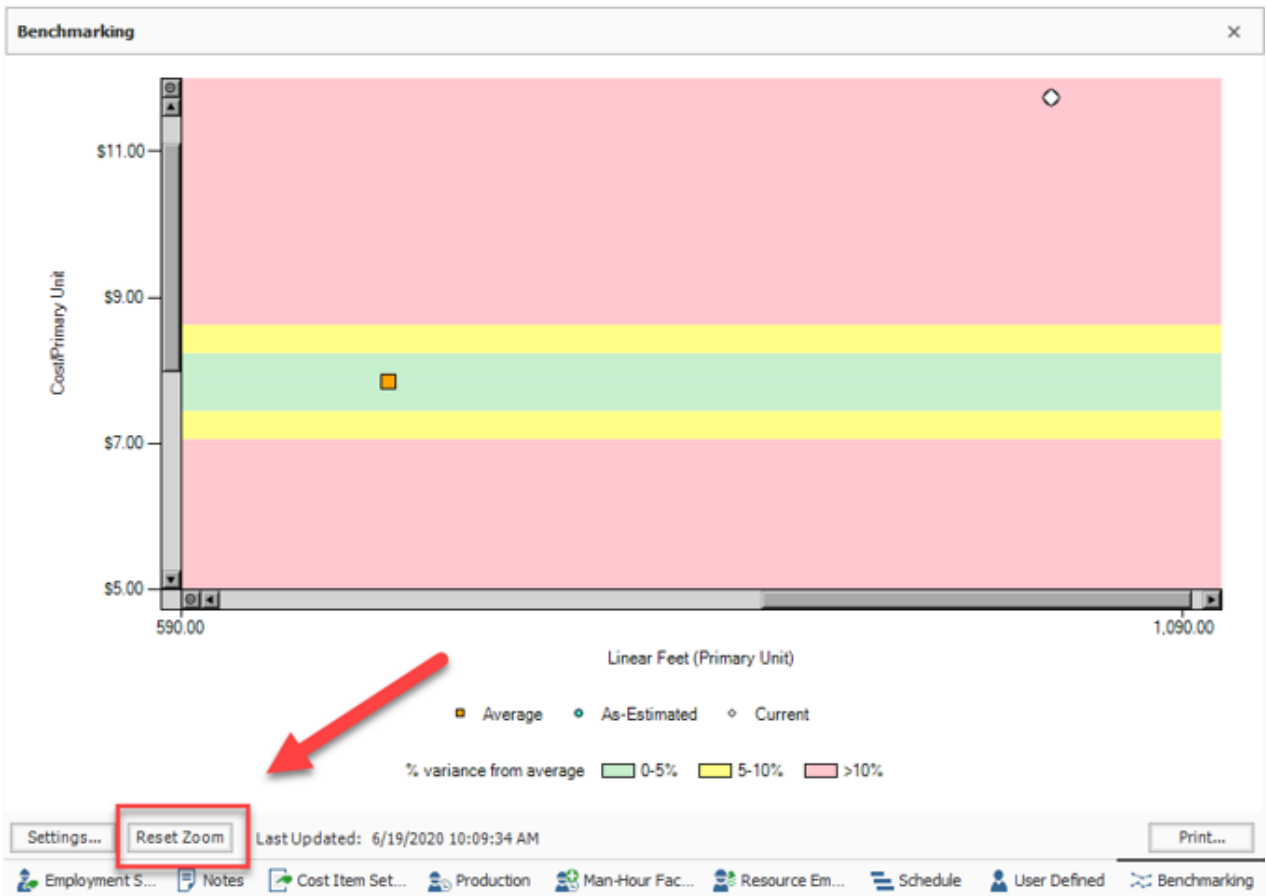 Benchmarking
$11.00
$9.00
Cost/Primary Unit
$7.00
$5.00
590.00 1,090.00
Linear Feet (Primary Unit)
Average As-Estimated Current
% variance from average 0-5% 5-10% >10%
Settings... Reset Zoom Last Updated: 6/19/2020 10:09:34 AM Print...
Employment S... Notes Cost Item Set... Production Man-Hour Fac... Resource Em... Schedule User Defined Benchmarking